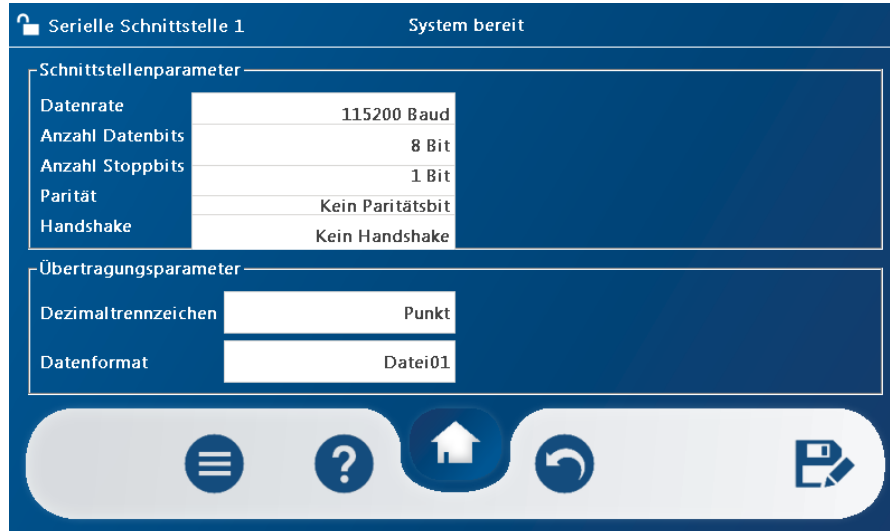 Serielle Schnittstelle 1 System bereit
Schnittstellenparameter
Datenrate 115200 Baud
Anzahl Datenbits 8 Bit
Anzahl Stoppbits 1 Bit
Parität Kein Paritätsbit
Handshake Kein Handshake
Übertragungsparameter
Dezimaltrennzeichen Punkt
Datenformat Datei01
?